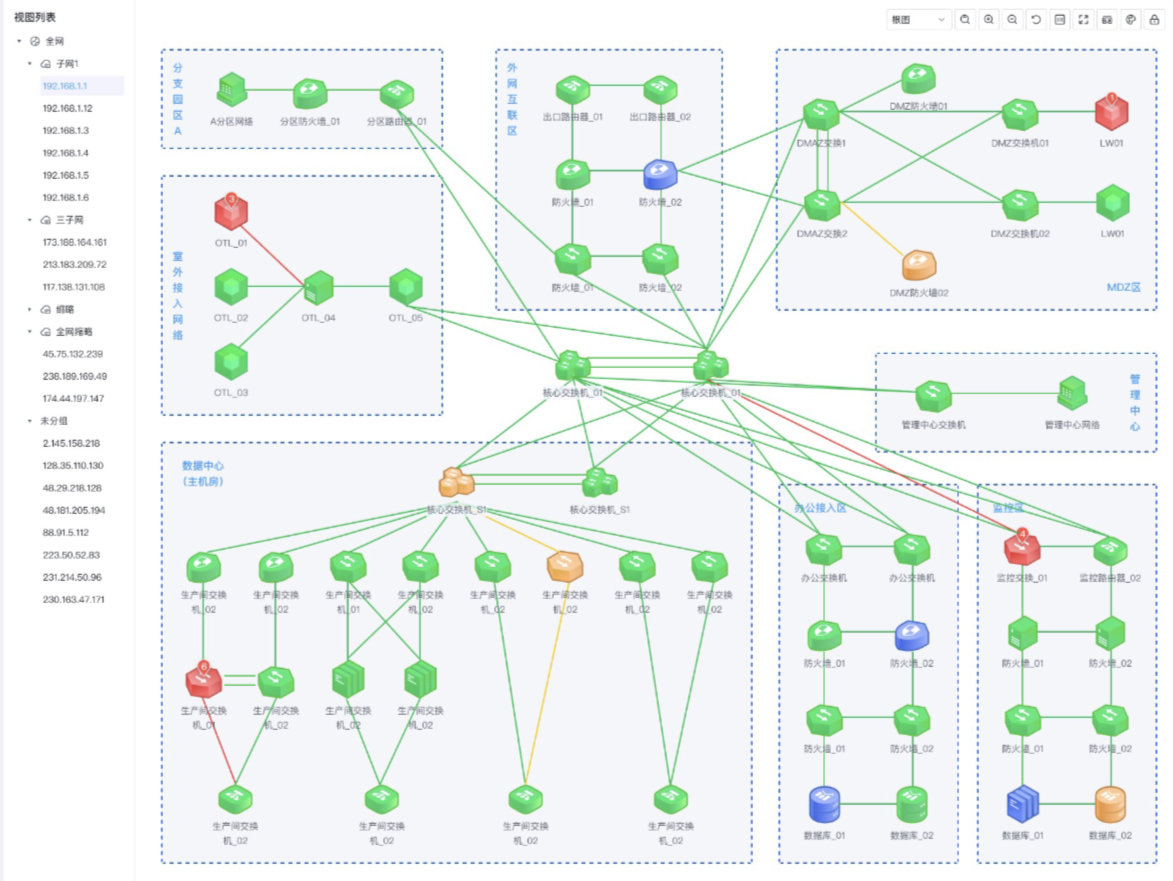 视图列表
全网
子网1
192.168.1.1
192.168.1.12
192.168.1.3
192.168.1.4
192.168.1.5
192.168.1.6
三子网
173.188.164.161
213.183.209.72
117.138.131.108
缩略
全网缩略
45.75.132.239
238.189.169.49
174.44.197.147
未分组
2.145.158.218
128.35.110.130
48.29.218.128
48.181.205.194
88.91.5.112
223.50.52.83
231.214.50.96
230.163.47.171
根图
分支园区A
A分区网络
分区防火墙_01
分区路由器_01
外网互联区
出口路由器_01
出口路由器_02
防火墙_01
防火墙_02
防火墙_01
防火墙_02
DMZ防火墙01
DMAZ交换1
DMZ交换机01
1
LW01
DMAZ交换2
DMZ交换机02
LW01
DMZ防火墙02
MDZ区
室外接入网络
3
OTL_01
OTL_02
OTL_04
OTL_05
OTL_03
核心交换机_01
核心交换机_01
管理中心交换机
管理中心网络
管理中心
数据中心
(主机房)
核心交换机_S1
核心交换机_S1
生产间交换
机_02
生产间交换
机_02
生产间交换
机_01
生产间交换
机_02
生产间交换
机_02
生产间交换
机_02
生产间交换
机_02
生产间交换
机_02
6
生产间交换
机_01
生产间交换
机_02
生产间交换
机_02
生产间交换
机_02
生产间交换
机_02
生产间交换
机_02
生产间交换
机_02
生产间交换
机_02
办公接入区
办公交换机
办公交换机
防火墙_01
防火墙_02
防火墙_01
防火墙_02
数据库_01
数据库_02
监控区
4
监控交换_01
监控路由器_02
防火墙_01
防火墙_02
防火墙_01
防火墙_02
数据库_01
数据库_02